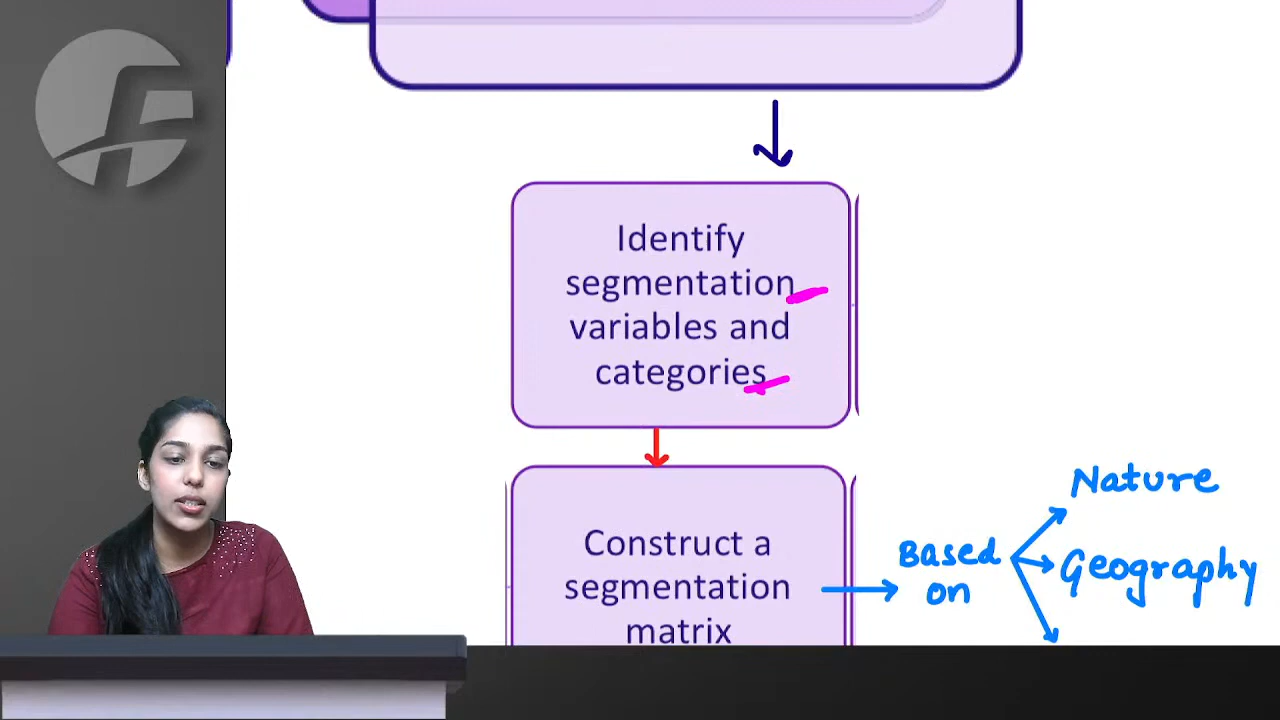 Identify
segmentation
variables and
categories
Construct a
segmentation
matrix
Based
on
Nature
Geography